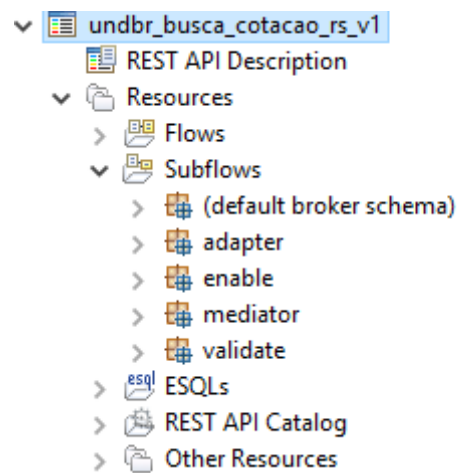 undbr_busca_cotacao_rs_v1
REST API Description
Resources
Flows
Subflows
(default broker schema)
adapter
enable
mediator
validate
esql ESQLs
REST API Catalog
Other Resources